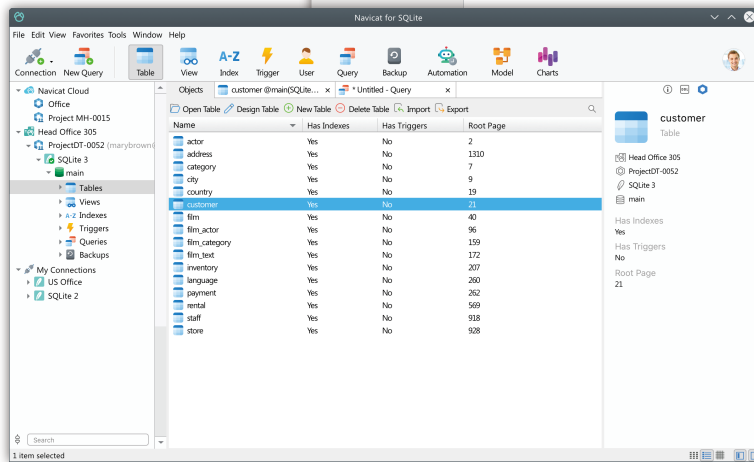 Navicat for SQLite
File Edit View Favorites Tools Window Help
Connection New Query Table View Index Trigger User Query Backup Automation Model Charts
A-Z
Navicat Cloud
Office
Project MH-0015
Head Office 305
ProjectDT-0052 (marybrown
SQLite 3
main
Tables
Views
A-Z Indexes
Triggers
Queries
Backups
My Connections
US Office
SQLite 2
Search
1 item selected
Objects customer @main(SQLite... × * Untitled - Query ×
Open Table Design Table New Table Delete Table Import Export
Name Has Indexes Has Triggers Root Page
actor Yes No 2
address Yes No 1310
category Yes No 7
city Yes No 9
country Yes No 19
customer Yes No 21
film Yes No 40
film_actor Yes No 96
film_category Yes No 159
film_text Yes No 172
inventory Yes No 207
language Yes No 260
payment Yes No 262
rental Yes No 569
staff Yes No 918
store Yes No 928
customer
Table
Head Office 305
ProjectDT-0052
SQLite 3
main
Has Indexes
Yes
Has Triggers
No
Root Page
21